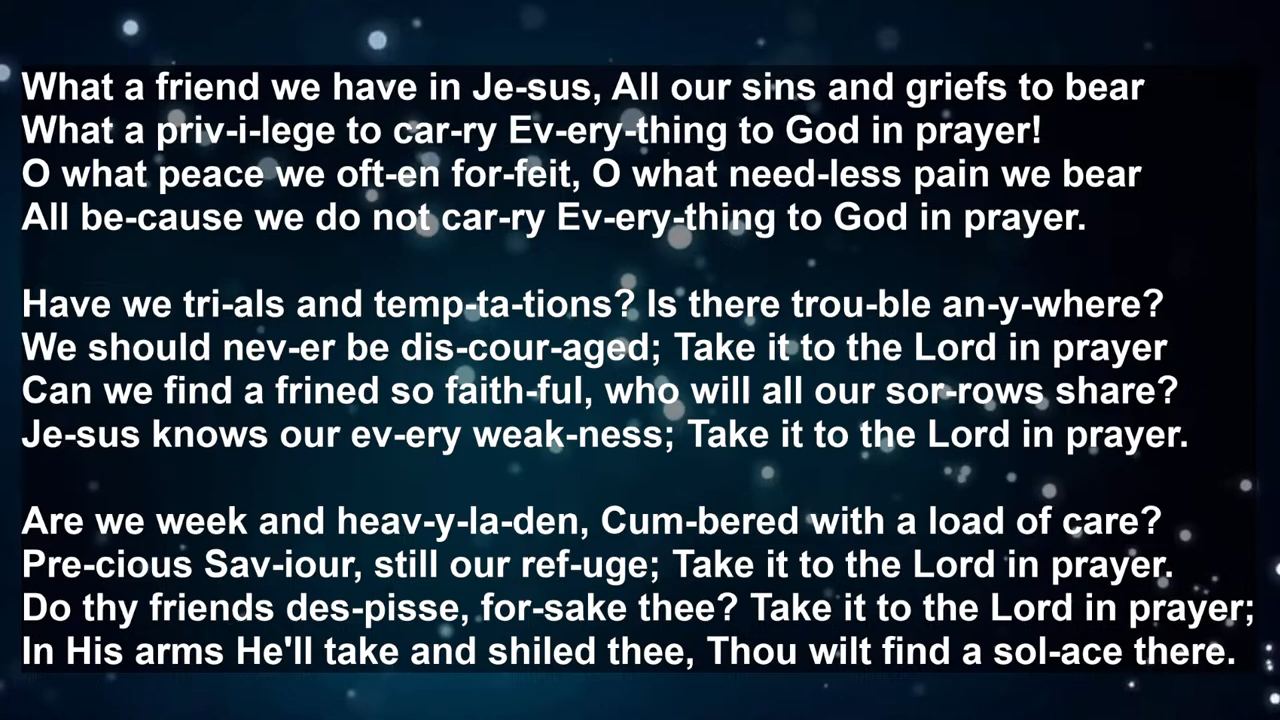 What a friend we have in Je-sus, All our sins and griefs to bear
What a priv-i-lege to car-ry Ev-ery-thing to God in prayer!
O what peace we oft-en for-feit, O what need-less pain we bear
All be-cause we do not car-ry Ev-ery-thing to God in prayer.
Have we tri-als and temp-ta-tions? Is there trou-ble an-y-where?
We should nev-er be dis-cour-aged; Take it to the Lord in prayer
Can we find a frined so faith-ful, who will all our sor-rows share?
Je-sus knows our ev-ery weak-ness; Take it to the Lord in prayer.
Are we week and heav-y-la-den, Cum-bered with a load of care?
Pre-cious Sav-iour, still our ref-uge; Take it to the Lord in prayer.
Do thy friends des-pisse, for-sake thee? Take it to the Lord in prayer;
In His arms He'll take and shiled thee, Thou wilt find a sol-ace there.